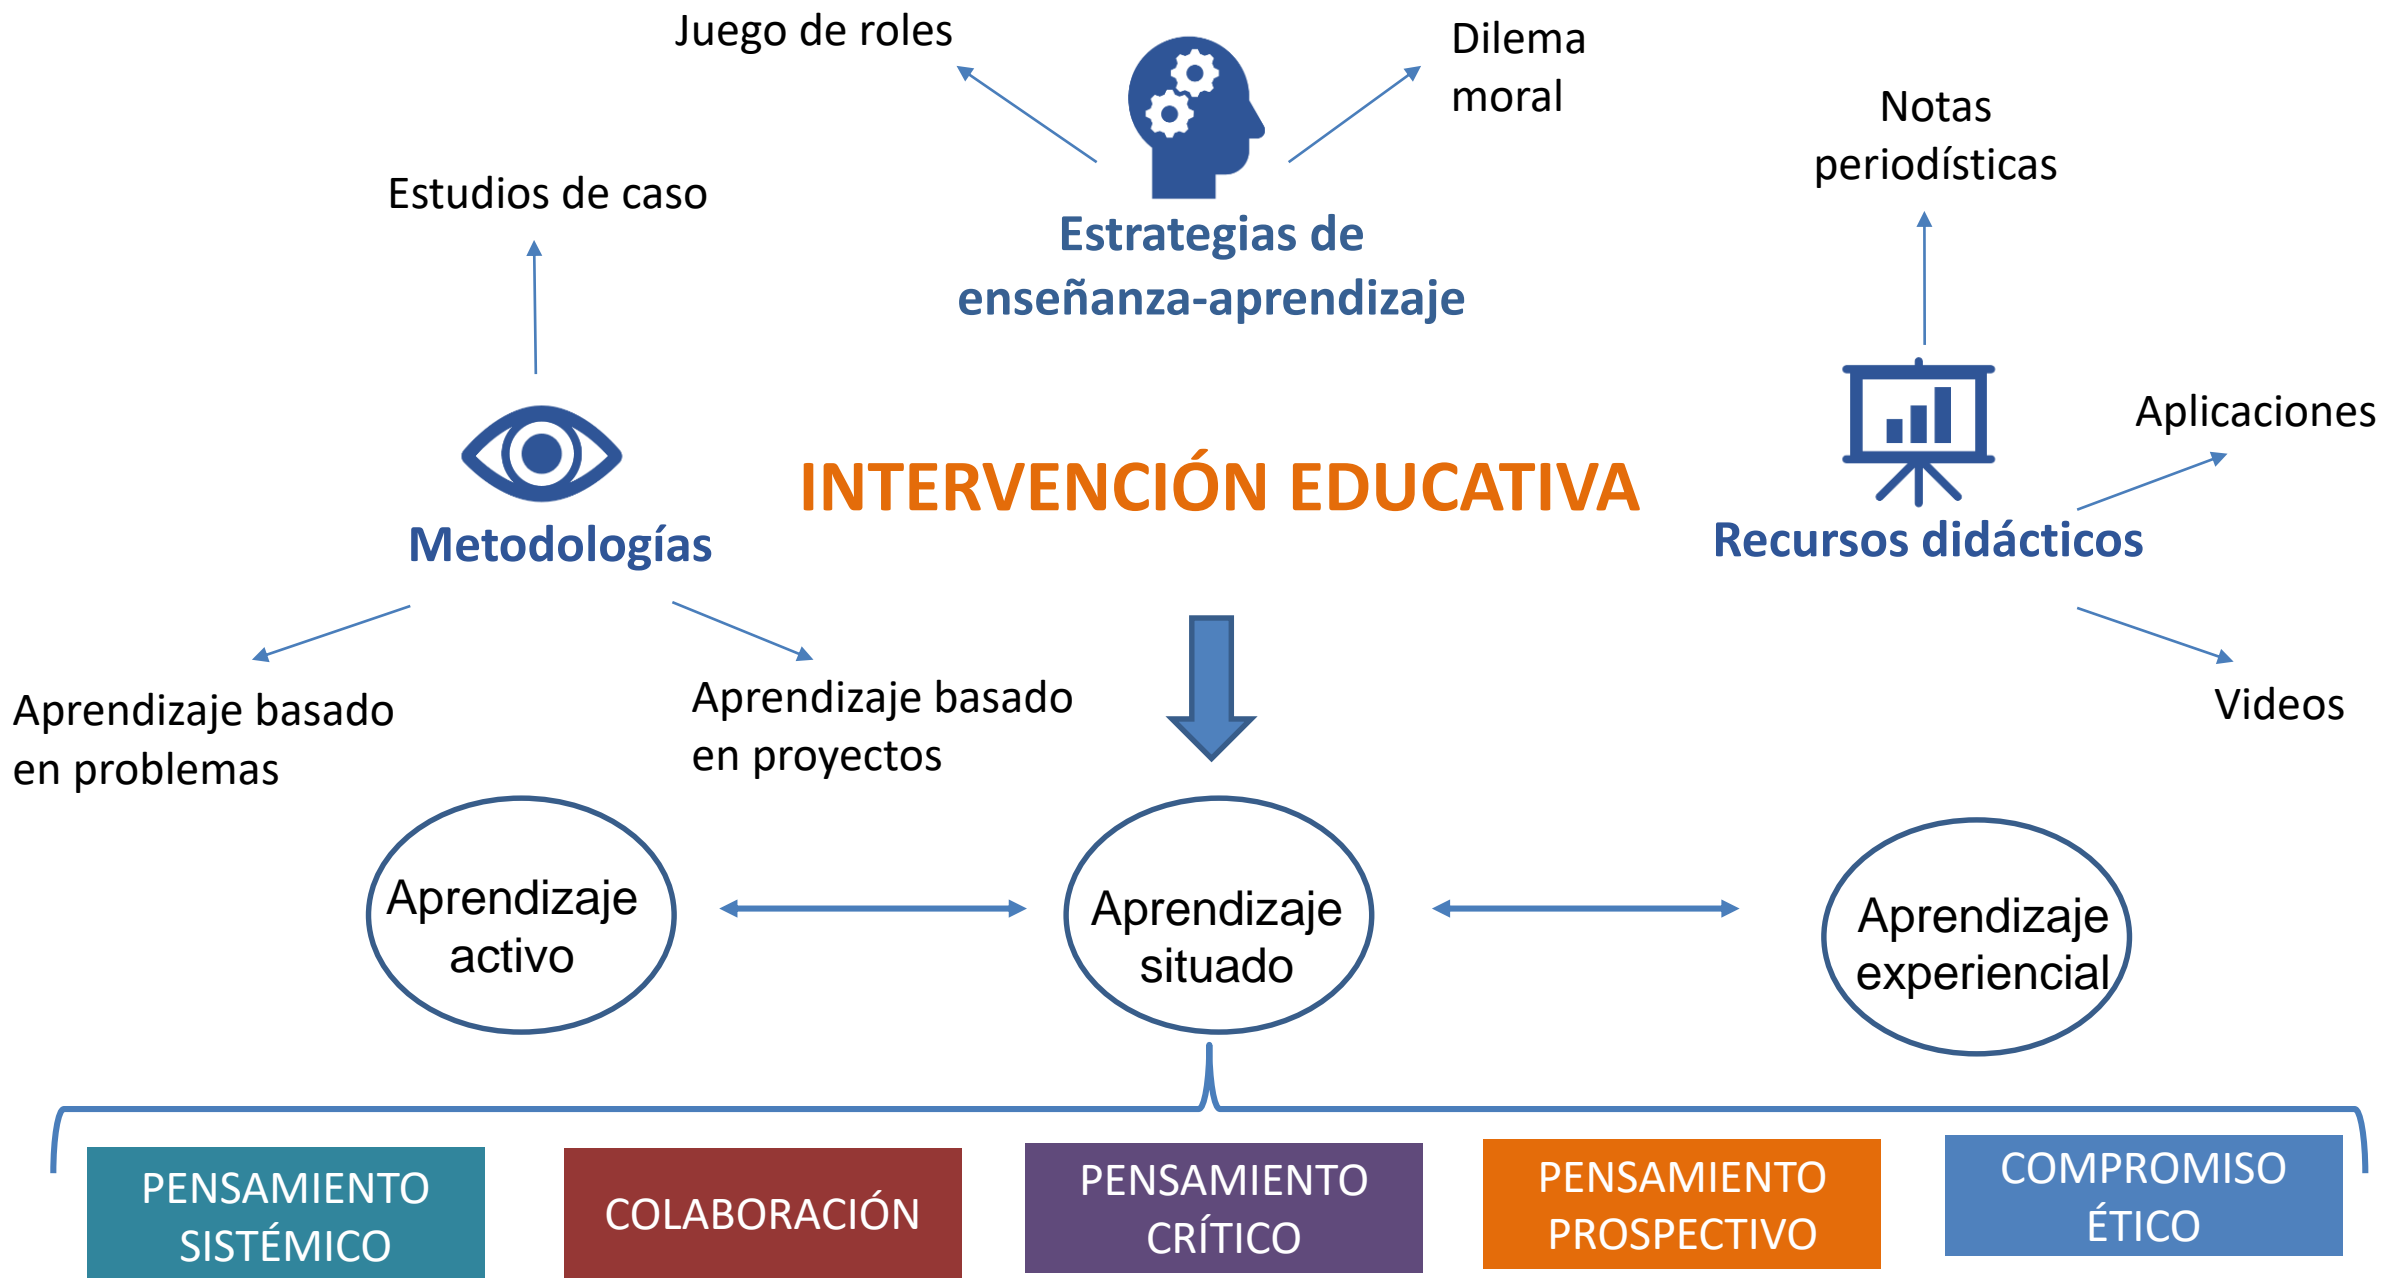 Juego de roles
Dilema
moral
Notas
periodísticas
Estudios de caso
Estrategias de
enseñanza-aprendizaje
Aplicaciones
INTERVENCIÓN EDUCATIVA
Metodologías
Recursos didácticos
Aprendizaje basado
en problemas
Aprendizaje basado
en proyectos
Videos
Aprendizaje
activo
Aprendizaje
situado
Aprendizaje
experiencial
PENSAMIENTO
SISTÉMICO
COLABORACIÓN
PENSAMIENTO
CRÍTICO
PENSAMIENTO
PROSPECTIVO
COMPROMISO
ÉTICO